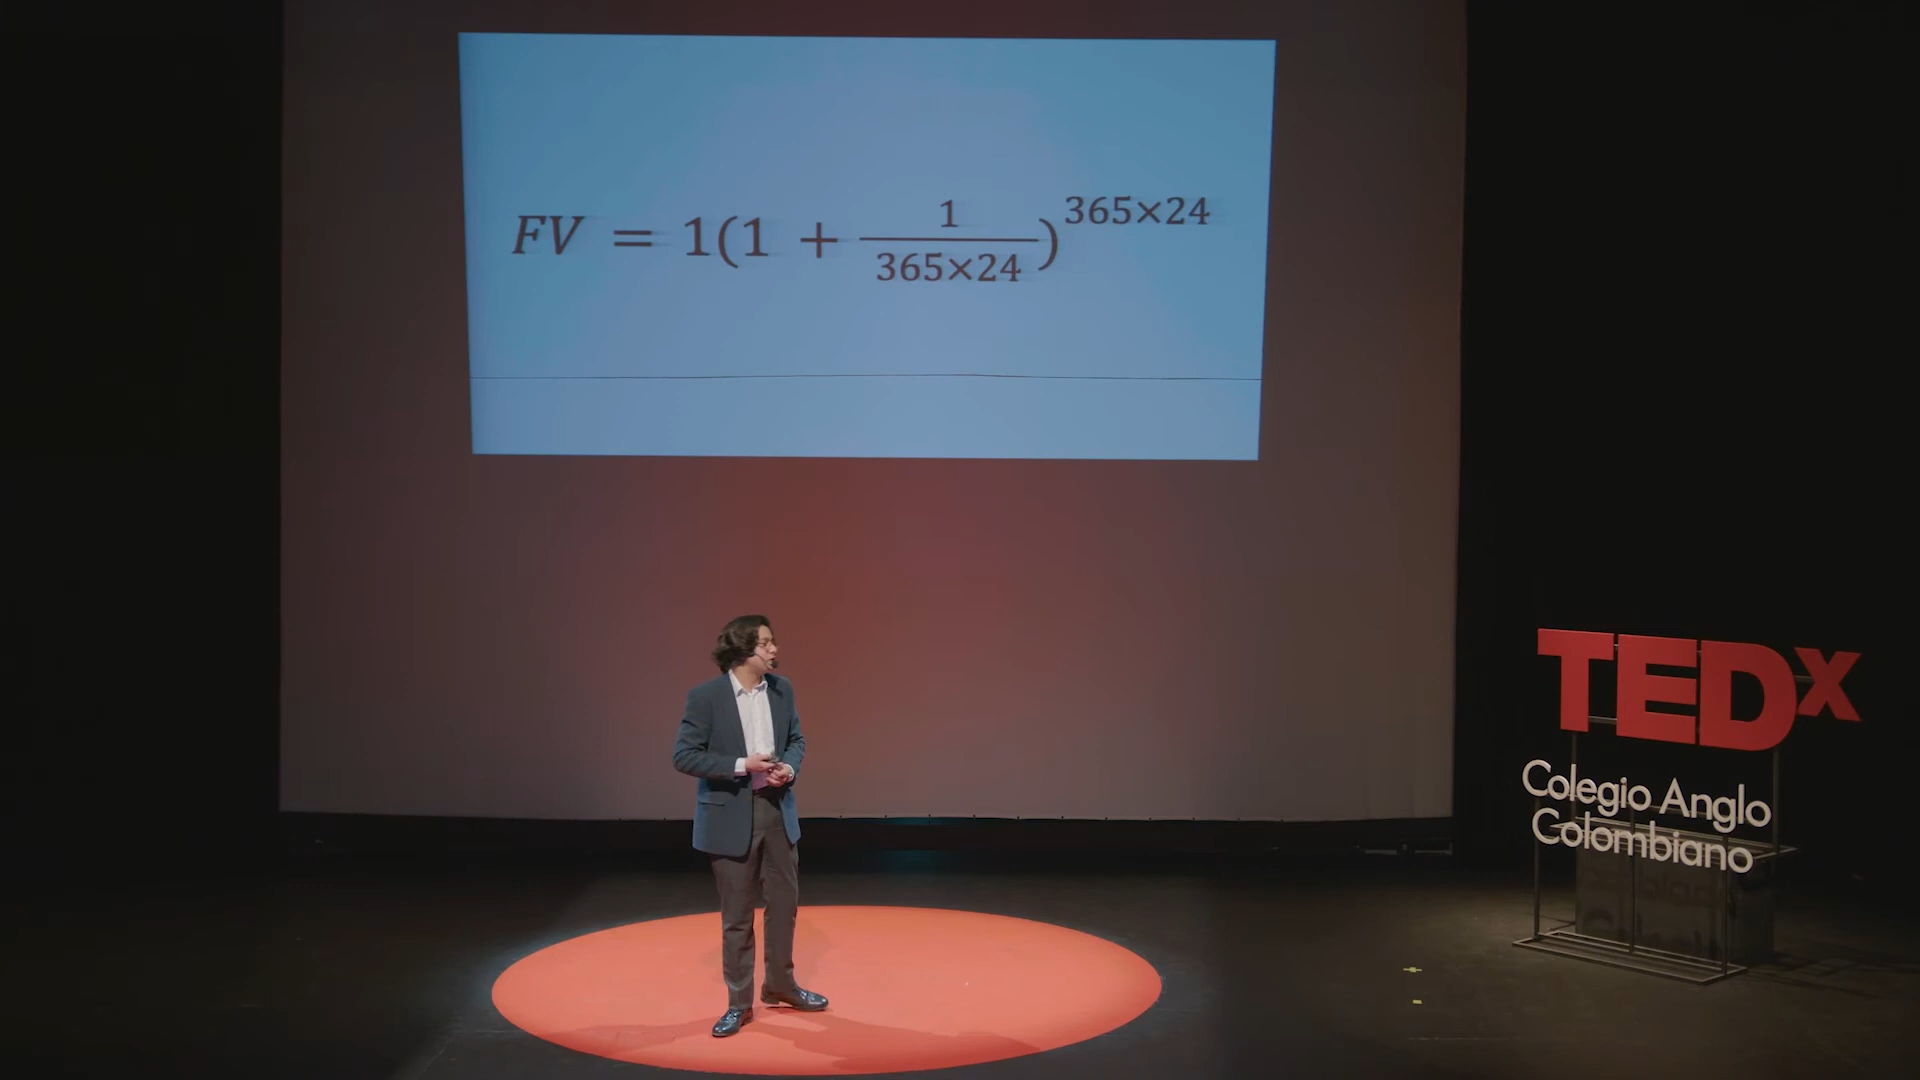 FV = 1(1 + 1/(365×24))^365×24
TEDx
Colegio Anglo
Colombiano